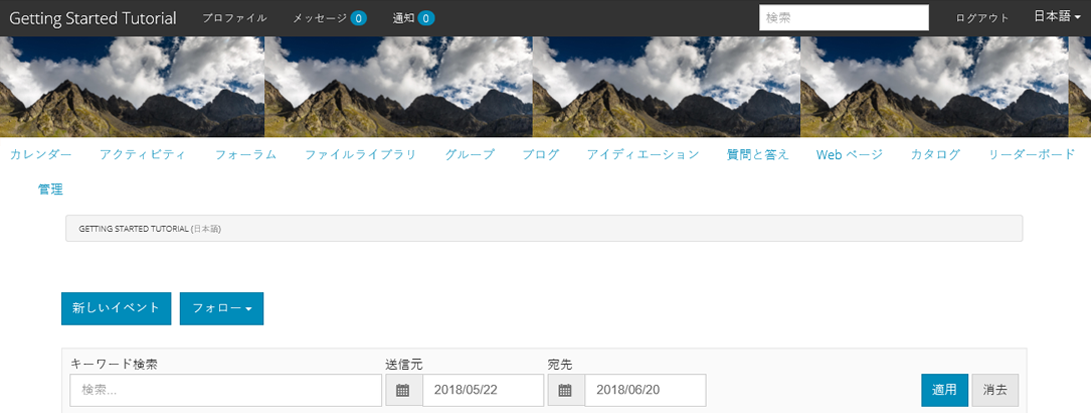 Getting Started Tutorial プロファイル メッセージ 0 通知 0 検索 ログアウト 日本語
カレンダー アクティビティ フォーラム ファイルライブラリ グループ ブログ アイディエーション 質問と答え Web ページ カタログ リーダーボード
管理
GETTING STARTED TUTORIAL (日本語)
新しいイベント フォロー
キーワード検索 送信元 宛先
検索... 2018/05/22 2018/06/20 適用 消去